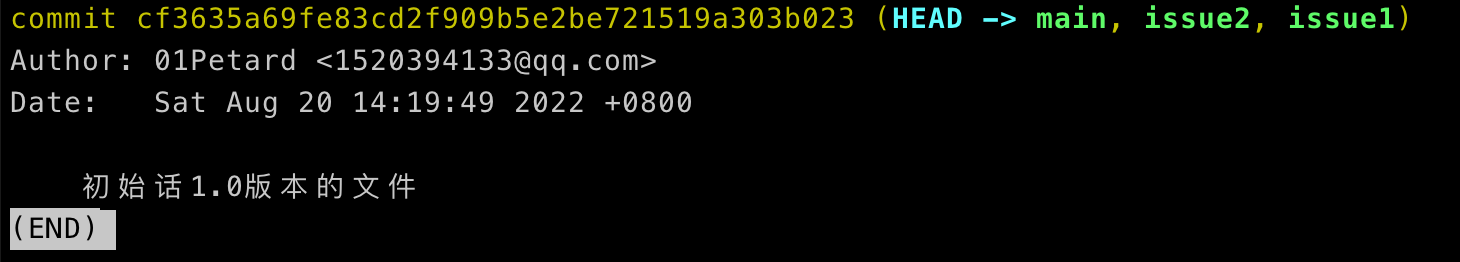 commit cf3635a69fe83cd2f909b5e2be721519a303b023 (HEAD -> main, issue2, issue1)
Author: 01Petard <1520394133@qq.com>
Date:   Sat Aug 20 14:19:49 2022 +0800
初始话1.0版本的文件
(END)